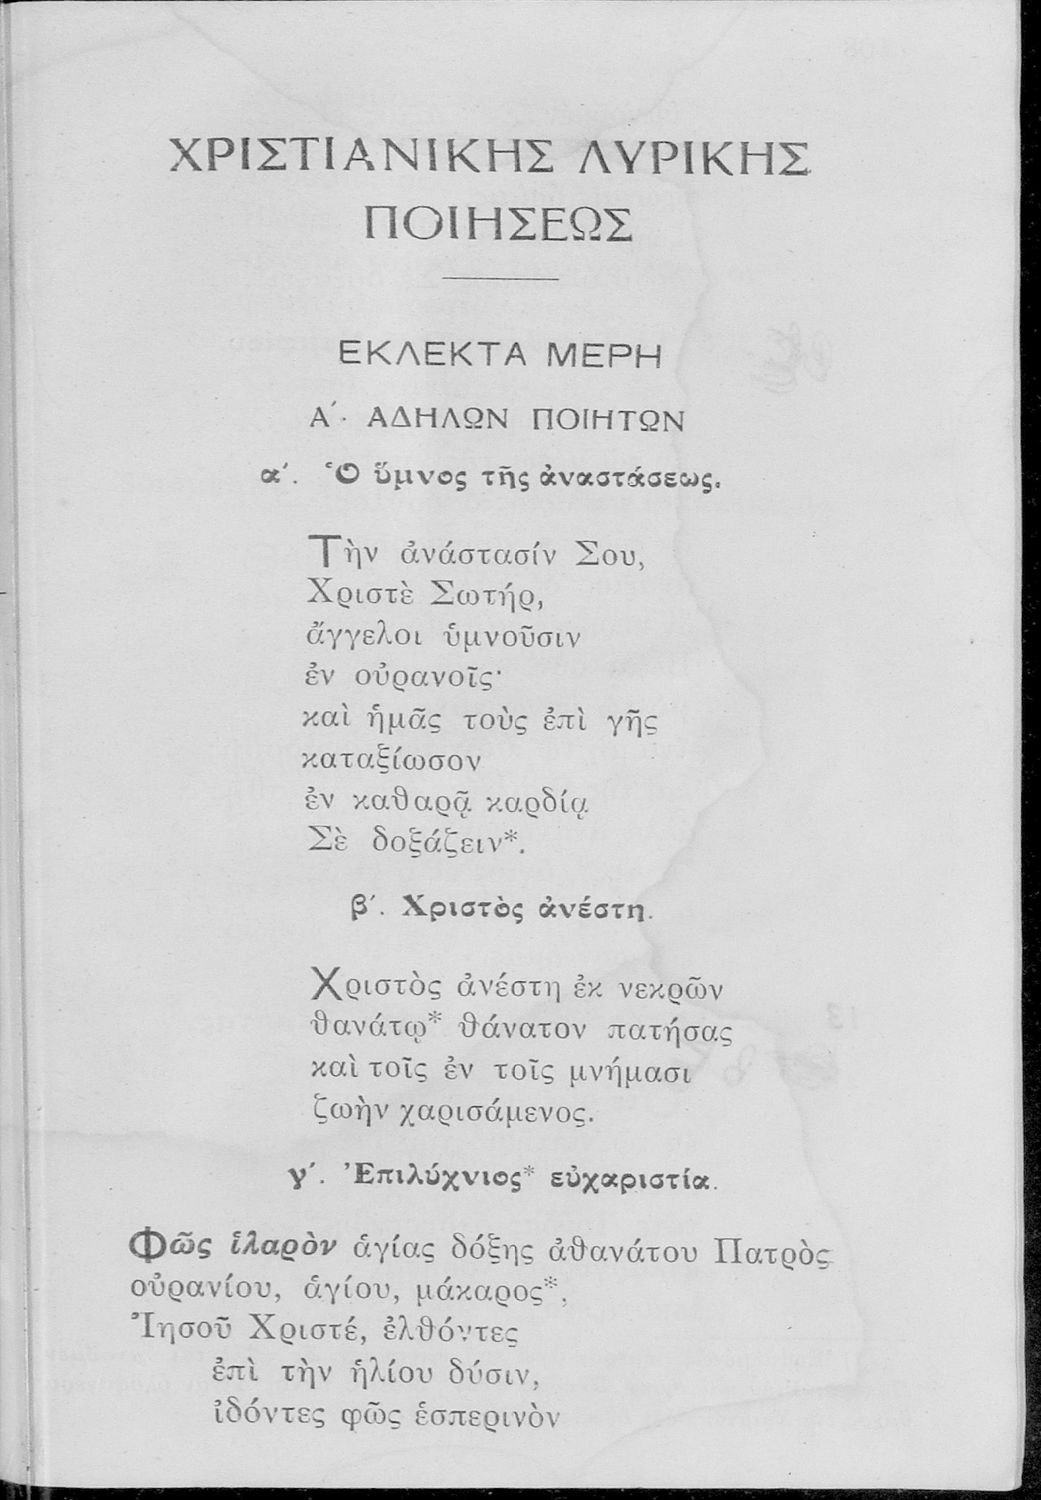 ΧΡΙΣΤΙΑΝΙΚΗΣ ΛΥΡΙΚΗΣ
ΠΟΙΗΣΕΩΣ
ΕΚΛΕΚΤΑ ΜΕΡΗ
Α΄· ΑΔΗΛΩΝ ΠΟΙΗΤΩΝ
α΄. Ὁ ὕμνος τῆς ἀναστάσεως.
Τὴν ἀνάστασίν Σου,
Χριστὲ Σωτήρ,
ἄγγελοι ὑμνοῦσιν
ἐν οὐρανοῖς·
καὶ ἡμᾶς τοὺς ἐπὶ γῆς
καταξίωσον
ἐν καθαρᾷ καρδίᾳ
Σὲ δοξάζειν*.
β΄. Χριστὸς ἀνέστη.
Χριστὸς ἀνέστη ἐκ νεκρῶν
θανάτῳ* θάνατον πατήσας
καὶ τοῖς ἐν τοῖς μνήμασι
ζωὴν χαρισάμενος.
γ΄. Ἐπιλύχνιος* εὐχαριστία.
Φῶς ἱλαρὸν ἁγίας δόξης ἀθανάτου Πατρὸς
οὐρανίου, ἁγίου, μάκαρος*,
Ἰησοῦ Χριστέ, ἐλθόντες
ἐπὶ τὴν ἡλίου δύσιν,
ἰδόντες φῶς ἑσπερινὸν